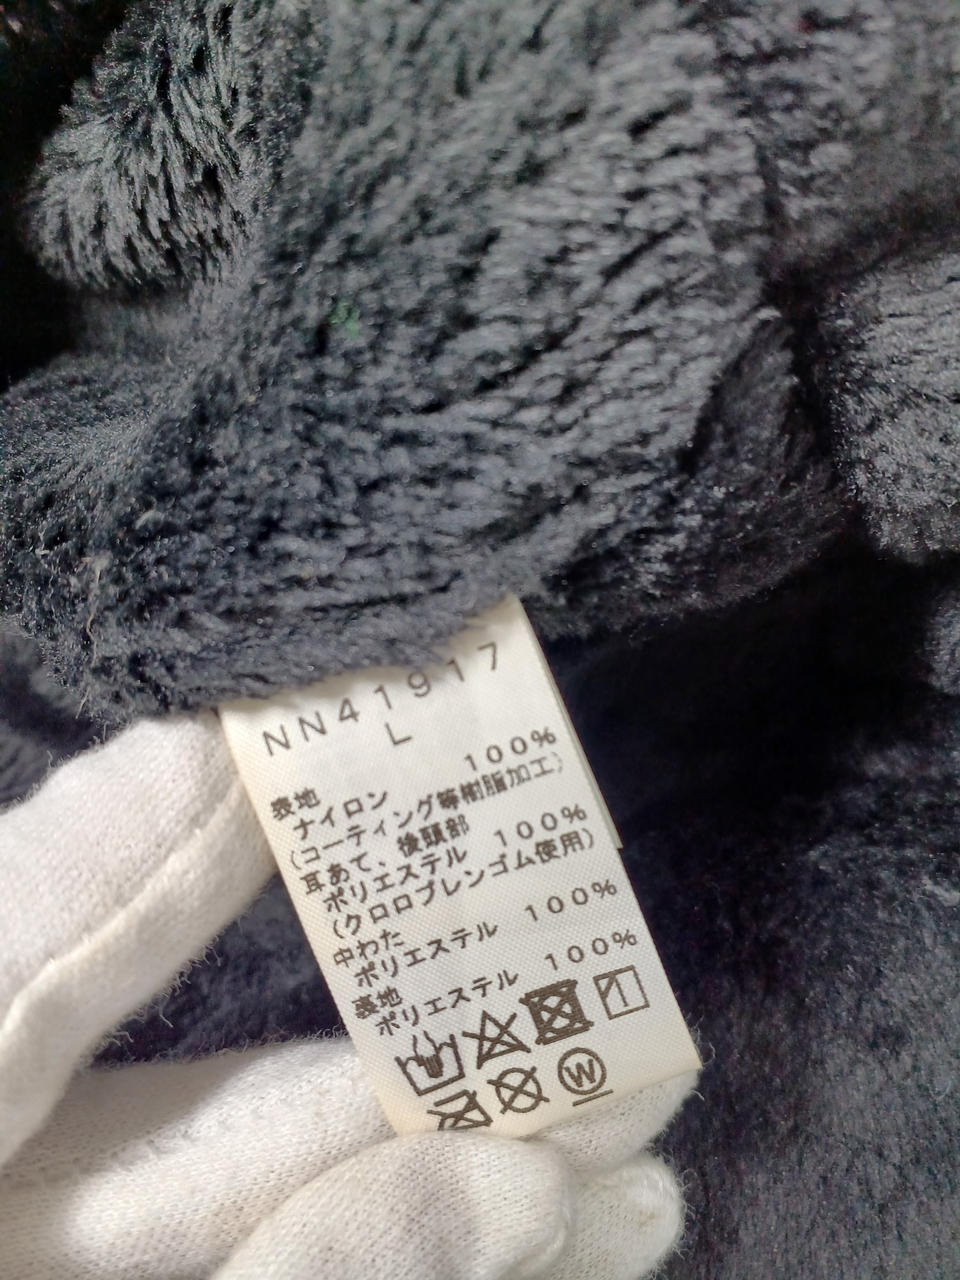 NN41917
L
表地
ナイロン 100%
(コーティング等樹脂加工)
耳あて、後頭部
ポリエステル 100%
(クロロプレンゴム使用)
中わた
ポリエステル 100%
裏地
ポリエステル 100%
W